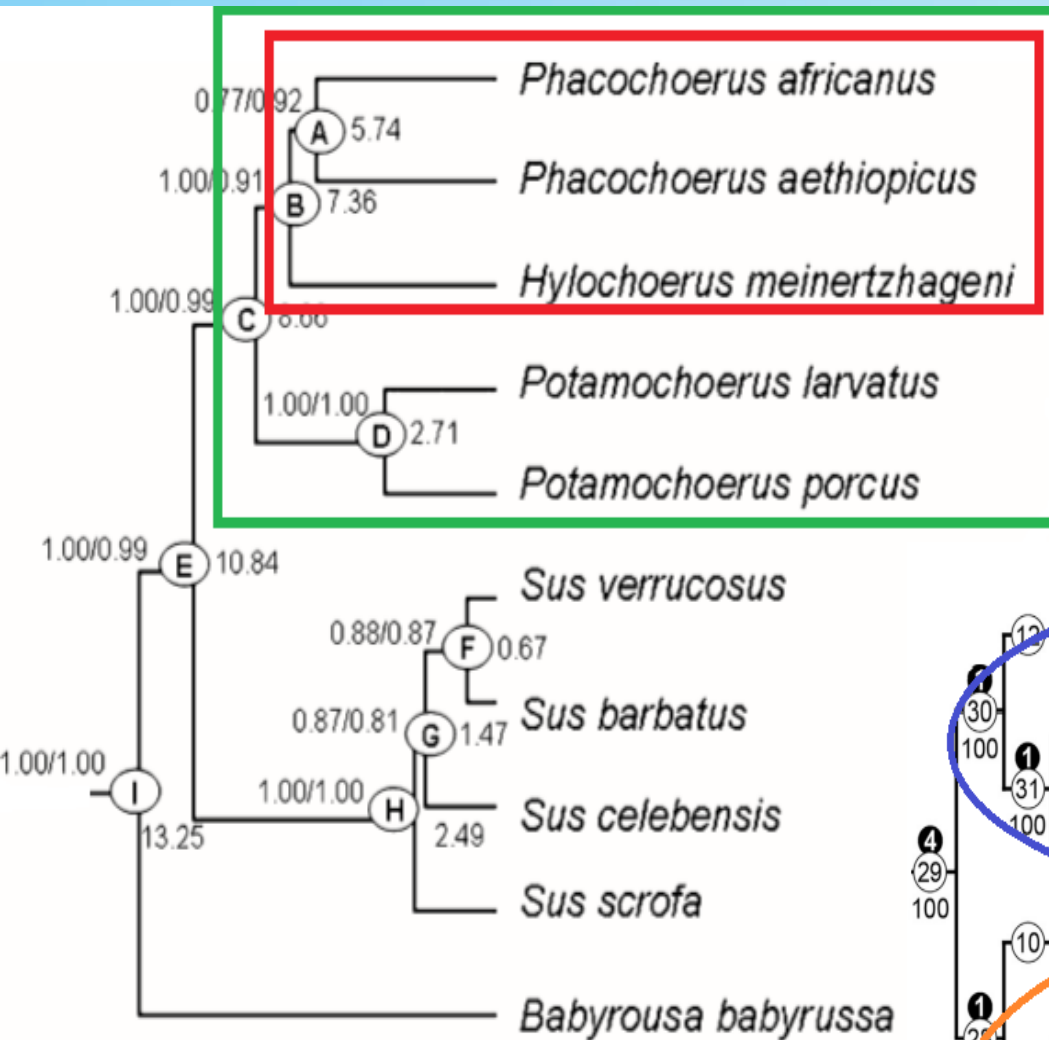 Phacochoerus africanus
0.77/0.92
A 5.74
1.00/0.91
Phacochoerus aethiopicus
B 7.36
Hylochoerus meinertzhageni
1.00/0.99
C
Potamochoerus larvatus
1.00/1.00
D 2.71
Potamochoerus porcus
1.00/0.99
E 10.84
Sus verrucosus
0.88/0.87
F 0.67
12
30
Sus barbatus
0.87/0.81
G 1.47
100
1
31
1.00/1.00
I
13.25
1.00/1.00
H
2.49
Sus celebensis
100
4
29
100
Sus scrofa
10
1
Babyrousa babyrussa